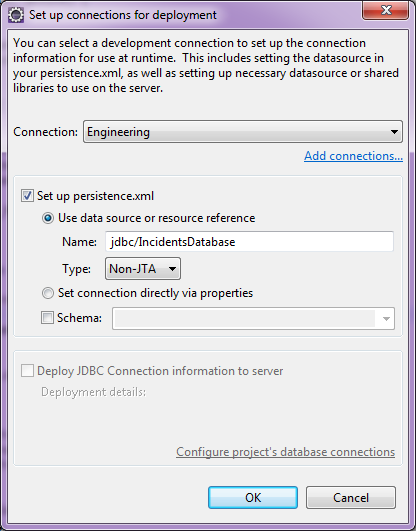 Set up connections for deployment
You can select a development connection to set up the connection
information for use at runtime. This includes setting the datasource in
your persistence.xml, as well as setting up necessary datasource or shared
libraries to use on the server.
Connection: Engineering
Add connections...
Set up persistence.xml
Use data source or resource reference
Name: jdbc/IncidentsDatabase
Type: Non-JTA
Set connection directly via properties
Schema:
Deploy JDBC Connection information to server
Deployment details:
Configure project's database connections
OK Cancel